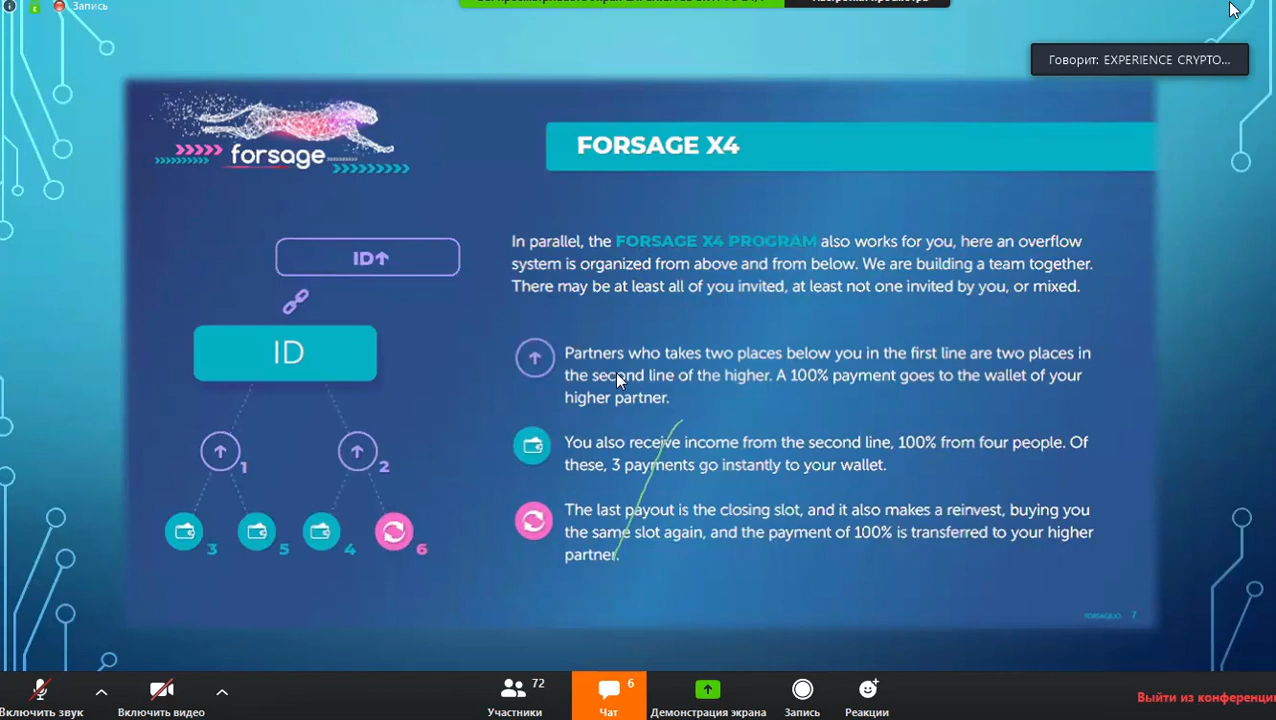 Запись
Настройки просмотра
Говорит: EXPERIENCE CRYPTO...
forsage
FORSAGE X4
ID↑
ID
1
2
3
5
4
6
In parallel, the FORSAGE X4 PROGRAM also works for you, here an overflow
system is organized from above and from below. We are building a team together.
There may be at least all of you invited, at least not one invited by you, or mixed.
Partners who takes two places below you in the first line are two places in
the second line of the higher. A 100% payment goes to the wallet of your
higher partner.
You also receive income from the second line, 100% from four people. Of
these, 3 payments go instantly to your wallet.
The last payout is the closing slot, and it also makes a reinvest, buying you
the same slot again, and the payment of 100% is transferred to your higher
partner.
FORSAGE.IO 7
Включить звук
Включить видео
72
Участники
6
Чат
Демонстрация экрана
Запись
Реакции
Выйти из конференци